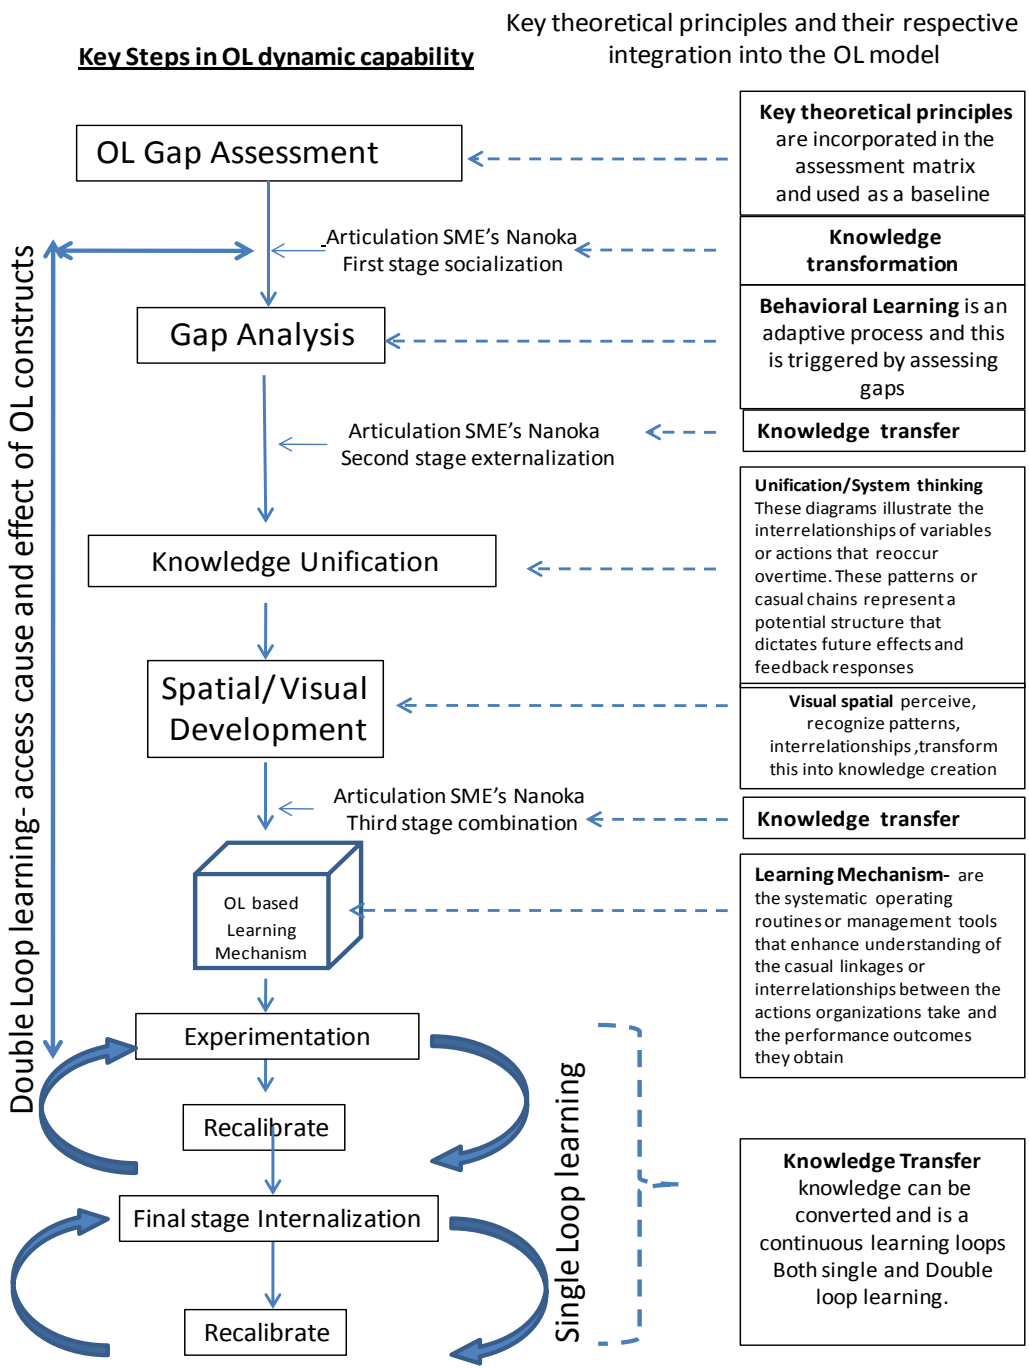 Key theoretical principles and their respective
integration into the OL model
Key Steps in OL dynamic capability
OL Gap Assessment
Key theoretical principles
are incorporated in the
assessment matrix
and used as a baseline
Articulation SME's Nanoka
First stage socialization
Knowledge
transformation
Gap Analysis
Behavioral Learning is an
adaptive process and this
is triggered by assessing
gaps
Articulation SME's Nanoka
Second stage externalization
Knowledge transfer
Knowledge Unification
Unification/System thinking
These diagrams illustrate the
interrelationships of variables
or actions that reoccur
overtime. These patterns or
casual chains represent a
potential structure that
dictates future effects and
feedback responses
Spatial/ Visual
Development
Visual spatial perceive,
recognize patterns,
interrelationships ,transform
this into knowledge creation
Articulation SME's Nanoka
Third stage combination
Knowledge transfer
OL based
Learning
Mechanism
Learning Mechanism- are
the systematic operating
routines or management tools
that enhance understanding of
the casual linkages or
interrelationships between the
actions organizations take and
the performance outcomes
they obtain
Experimentation
Recalibrate
Final stage Internalization
Recalibrate
Knowledge Transfer
knowledge can be
converted and is a
continuous learning loops
Both single and Double
loop learning.
Double Loop learning- access cause and effect of OL constructs
Single Loop learning